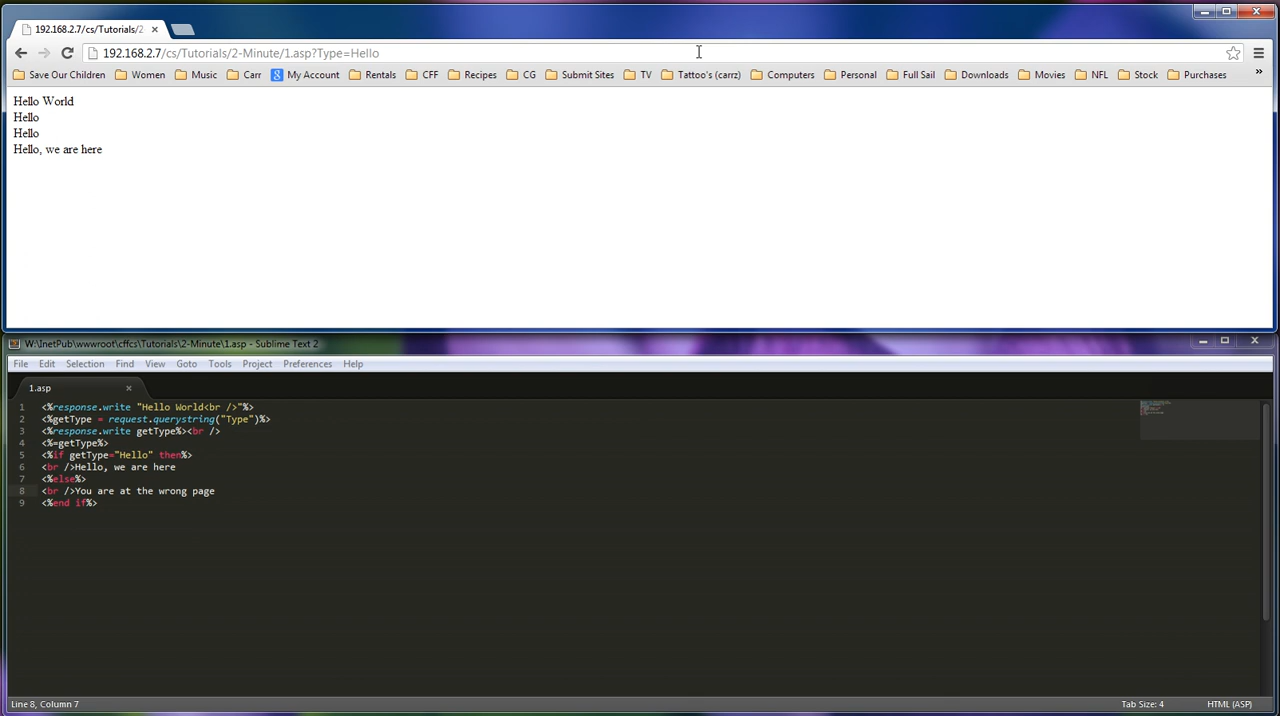 192.168.2.7/cs/Tutorials/2
192.168.2.7/cs/Tutorials/2-Minute/1.asp?Type=Hello
Save Our Children Women Music Carr My Account Rentals CFF Recipes CG Submit Sites TV Tattoo's (carrz) Computers Personal Full Sail Downloads Movies NFL Stock Purchases »
Hello World
Hello
Hello
Hello, we are here
W:\InetPub\wwwroot\cffcs\Tutorials\2-Minute\1.asp - Sublime Text 2
File Edit Selection Find View Goto Tools Project Preferences Help
1.asp
1 <%response.write "Hello World<br />"%>
2 <%getType = request.querystring("Type")%>
3 <%response.write getType%><br />
4 <%=getType%>
5 <%if getType="Hello" then%>
6 <br />Hello, we are here
7 <%else%>
8 <br />You are at the wrong page
9 <%end if%>
Line 8, Column 7 Tab Size: 4 HTML (ASP)